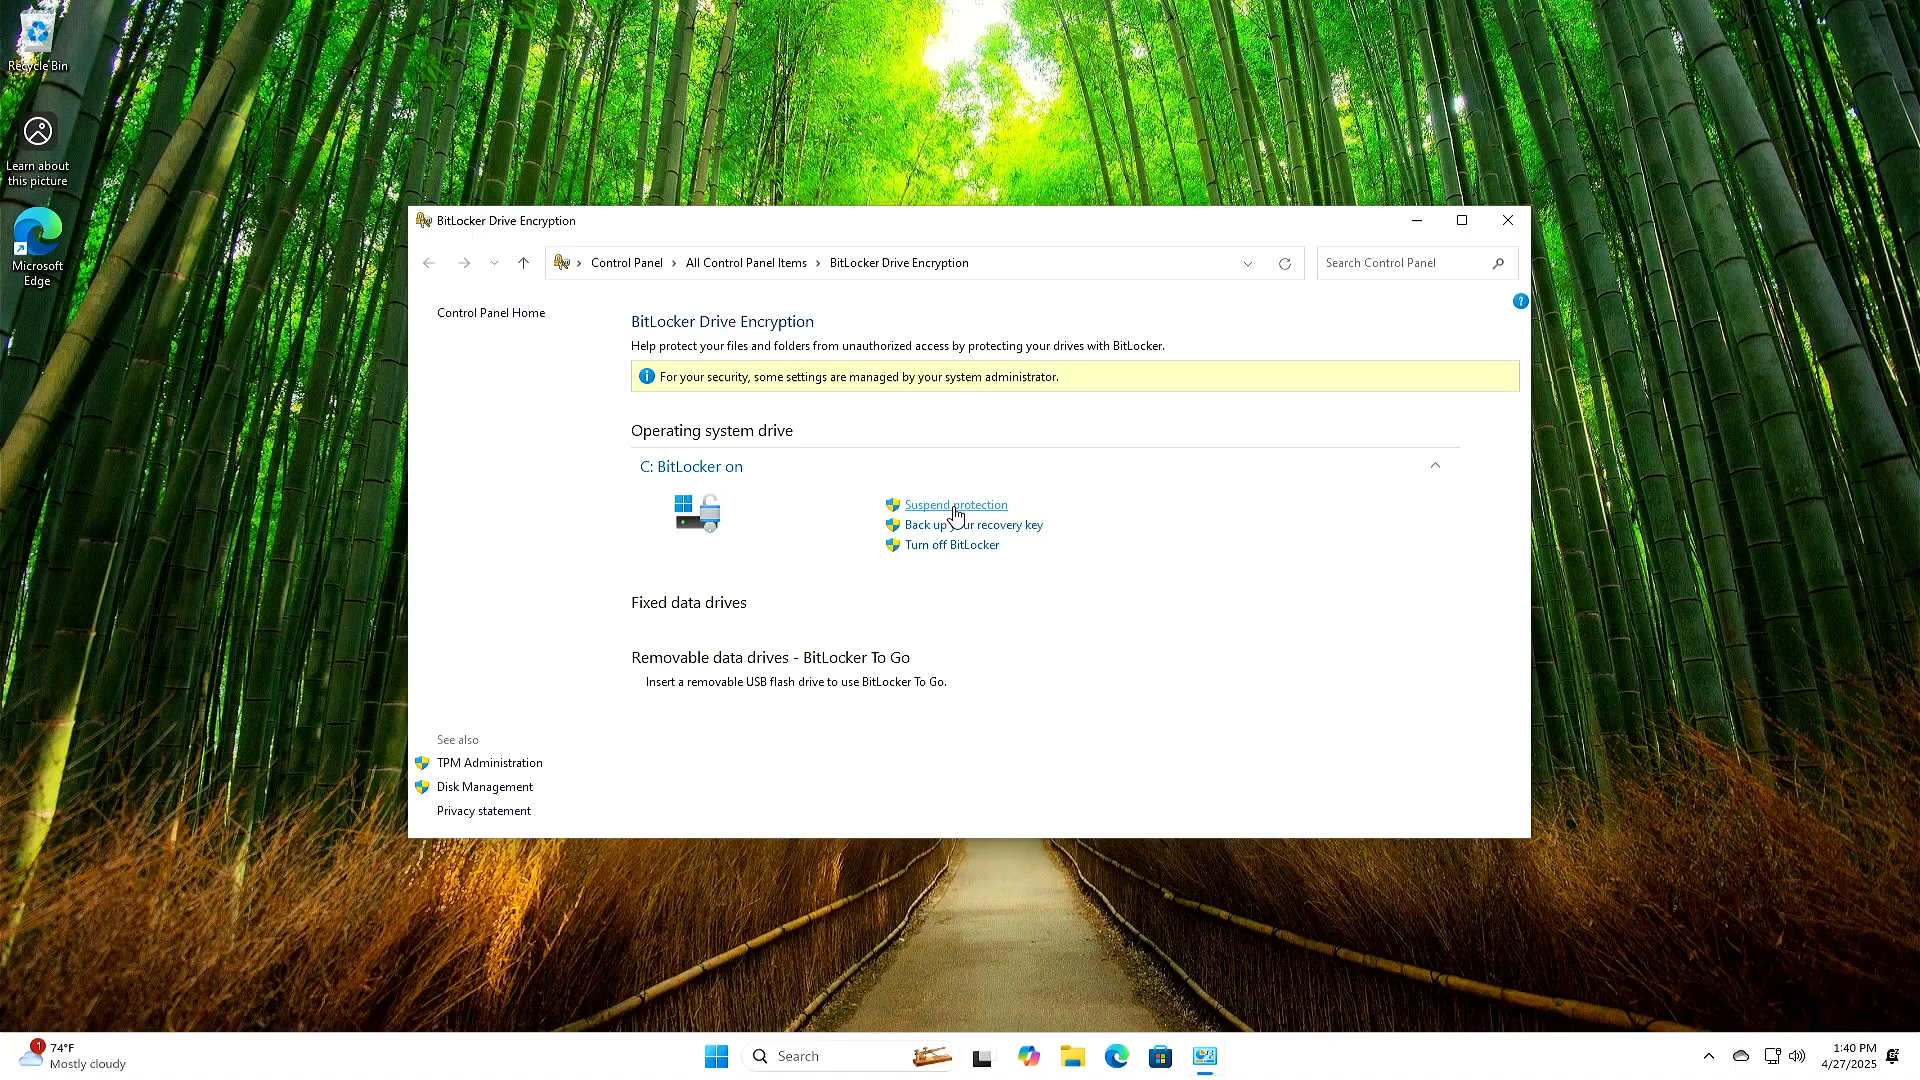 Recycle Bin
Learn about
this picture
Microsoft
Edge
BitLocker Drive Encryption
Control Panel
All Control Panel Items
BitLocker Drive Encryption
Search Control Panel
Control Panel Home
BitLocker Drive Encryption
Help protect your files and folders from unauthorized access by protecting your drives with BitLocker.
For your security, some settings are managed by your system administrator.
Operating system drive
C: BitLocker on
Suspend protection
Back up your recovery key
Turn off BitLocker
Fixed data drives
Removable data drives - BitLocker To Go
Insert a removable USB flash drive to use BitLocker To Go.
See also
TPM Administration
Disk Management
Privacy statement
1
74°F
Mostly cloudy
Search
1:40 PM
4/27/2025